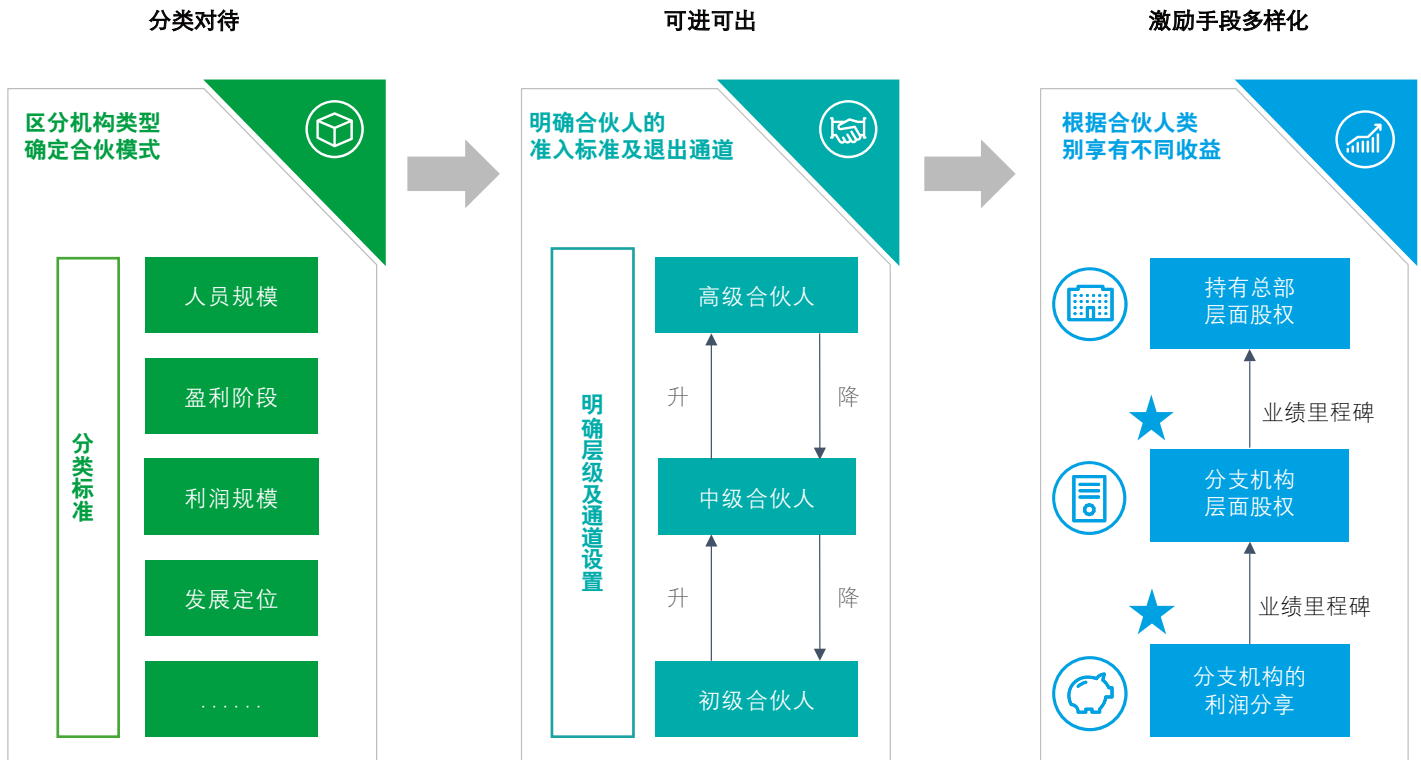 分类对待
可进可出
激励手段多样化
区分机构类型
确定合伙模式
分类标准
人员规模
盈利阶段
利润规模
发展定位
......
明确合伙人的
准入标准及退出通道
明确层级及通道设置
高级合伙人
升
降
中级合伙人
升
降
初级合伙人
根据合伙人类
别享有不同收益
持有总部
层面股权
业绩里程碑
分支机构
层面股权
业绩里程碑
分支机构的
利润分享